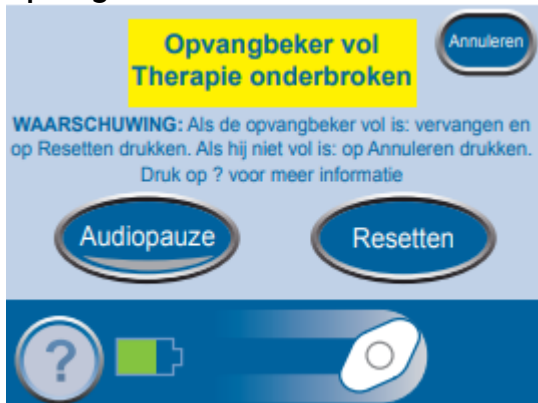 Opvangbeker vol
Therapie onderbroken
Annuleren
WAARSCHUWING: Als de opvangbeker vol is: vervangen en
op Resetten drukken. Als hij niet vol is: op Annuleren drukken.
Druk op ? voor meer informatie
Audiopauze
Resetten
?